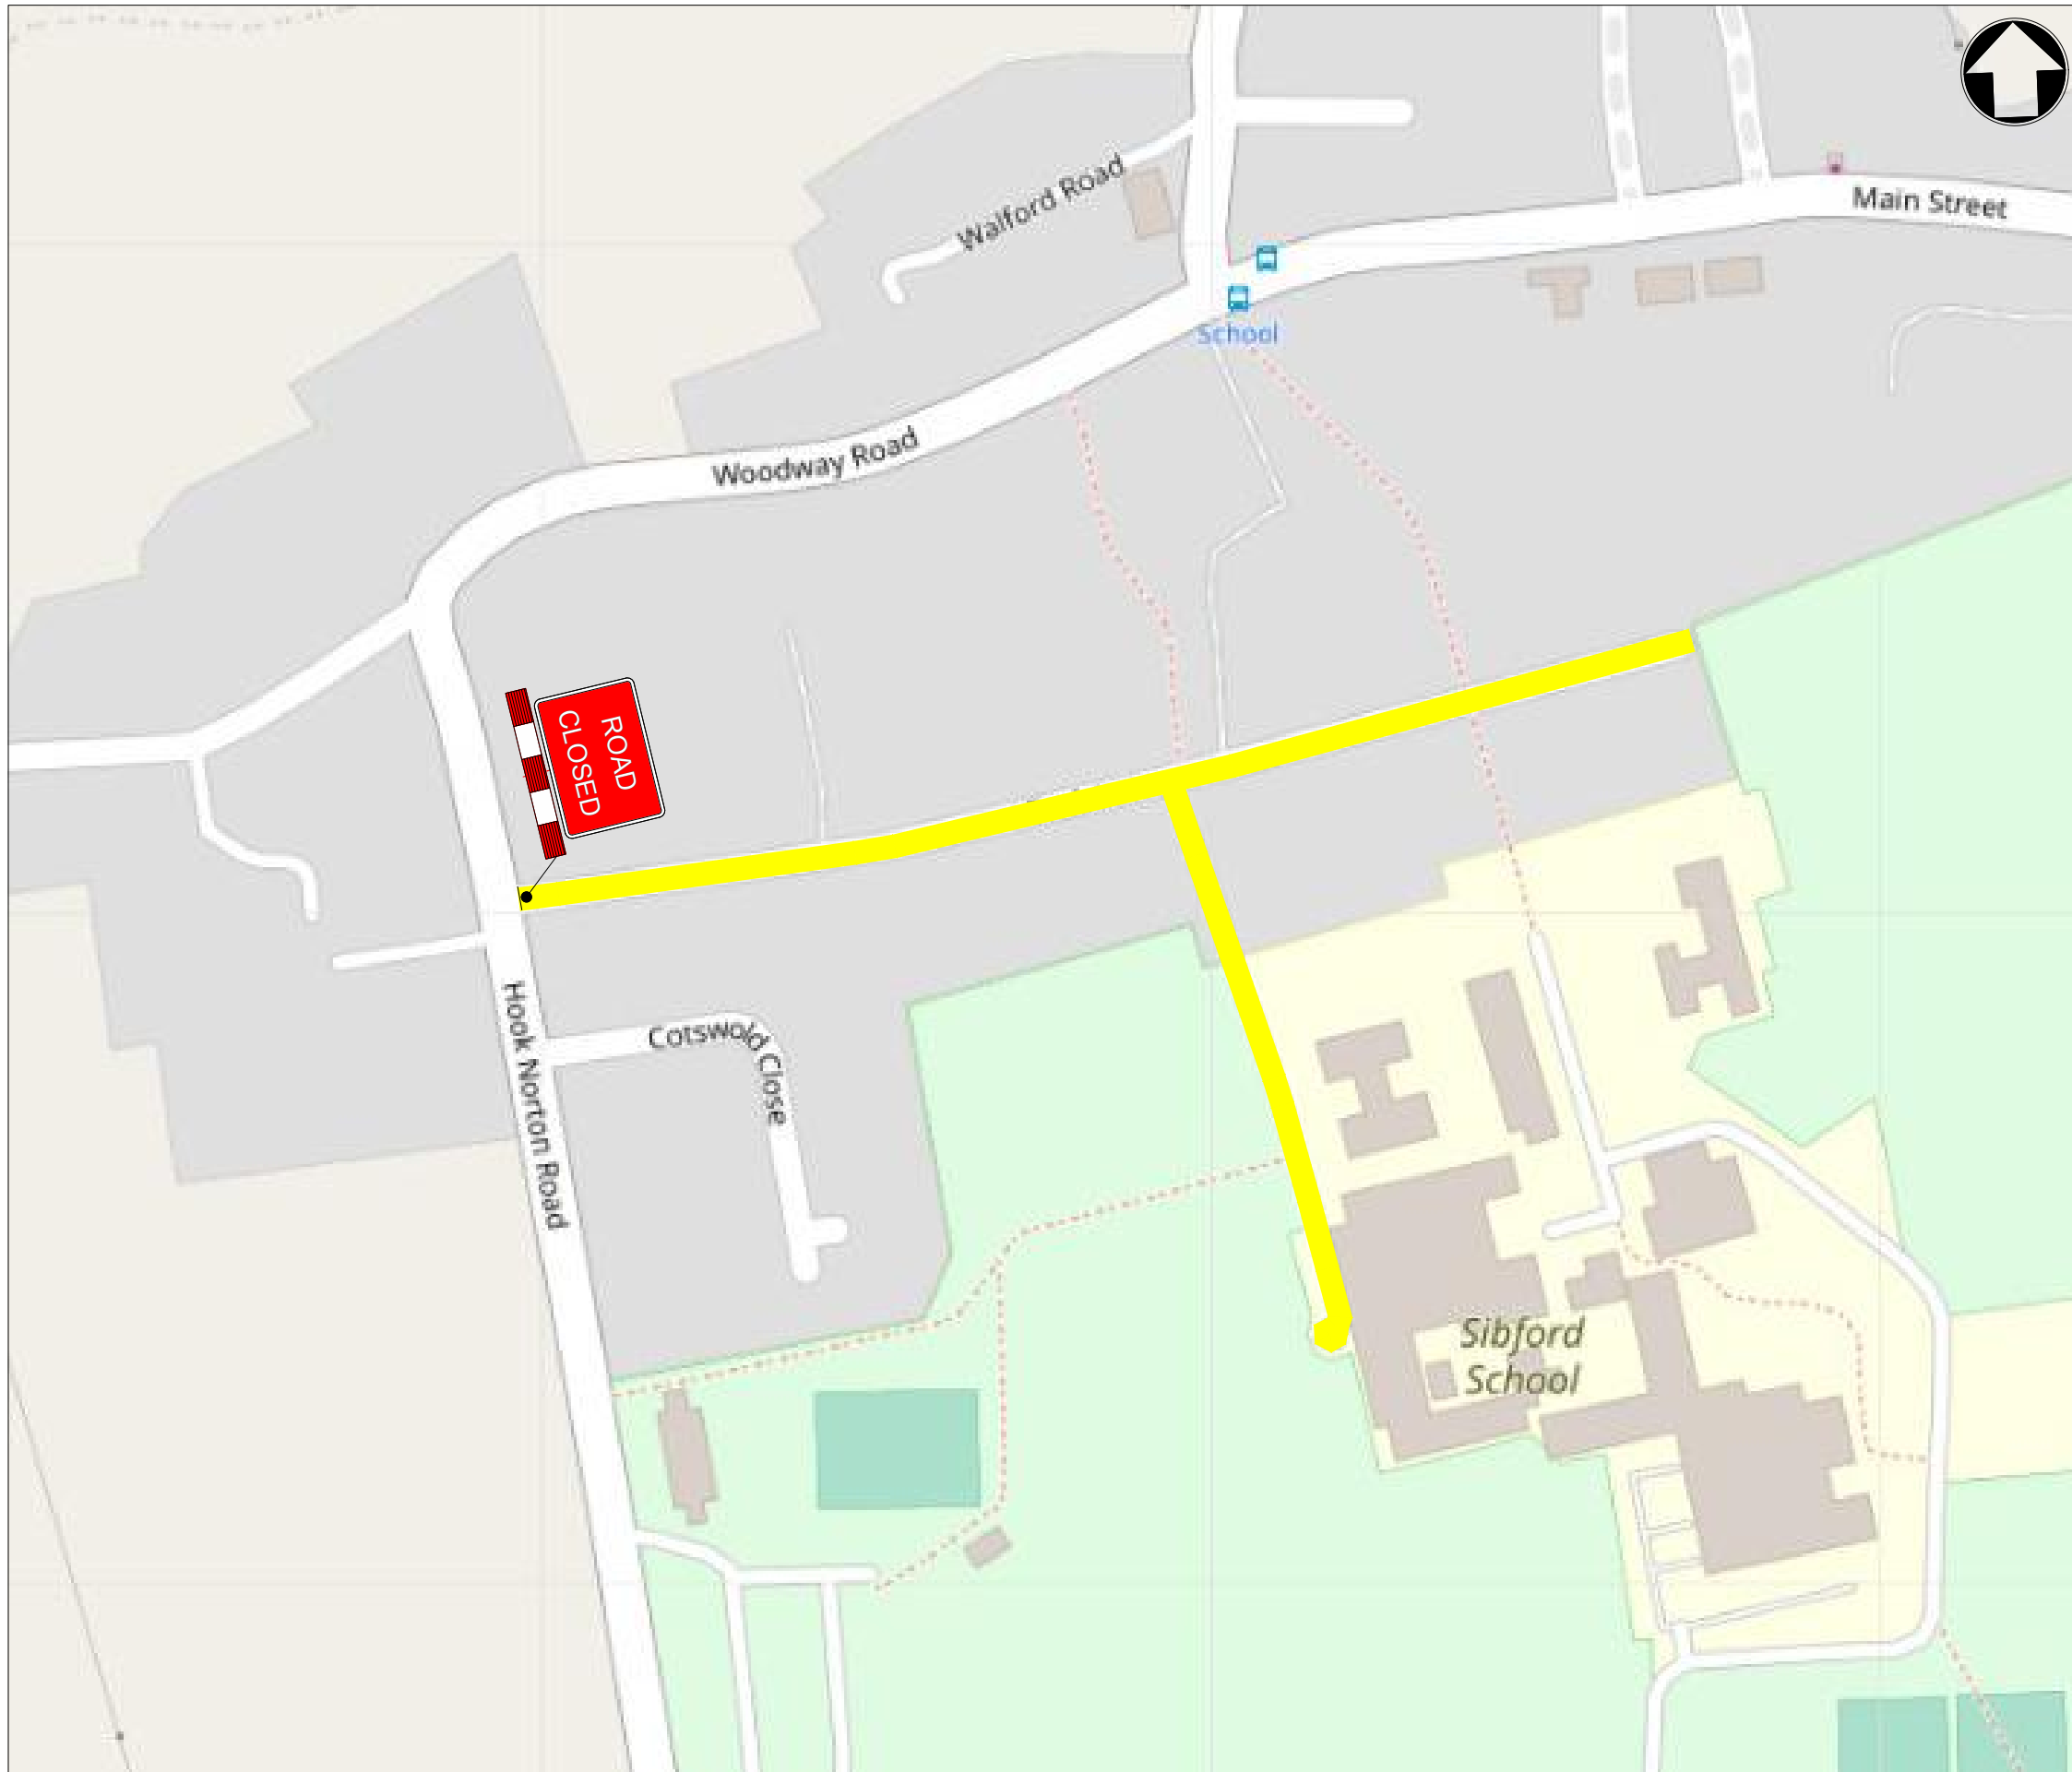 Walford Road
Main Street
School
Woodway Road
ROAD
CLOSED
Hook Norton Road
Cotswold Close
Sibford
School